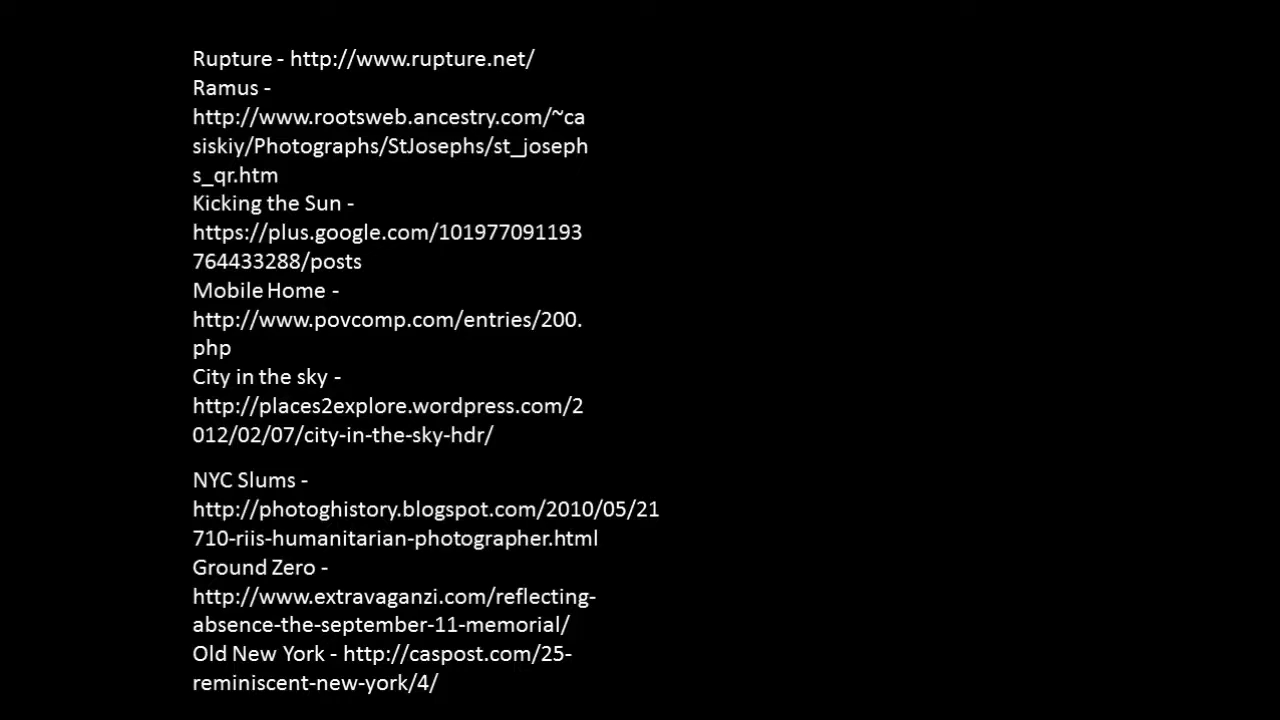 Rupture - http://www.rupture.net/
Ramus -
http://www.rootsweb.ancestry.com/~ca
siskiy/Photographs/StJosephs/st_joseph
s_qr.htm
Kicking the Sun -
https://plus.google.com/101977091193
764433288/posts
Mobile Home -
http://www.povcomp.com/entries/200.
php
City in the sky -
http://places2explore.wordpress.com/2
012/02/07/city-in-the-sky-hdr/
NYC Slums -
http://photoghistory.blogspot.com/2010/05/21
710-riis-humanitarian-photographer.html
Ground Zero -
http://www.extravaganzi.com/reflecting-
absence-the-september-11-memorial/
Old New York - http://caspost.com/25-
reminiscent-new-york/4/